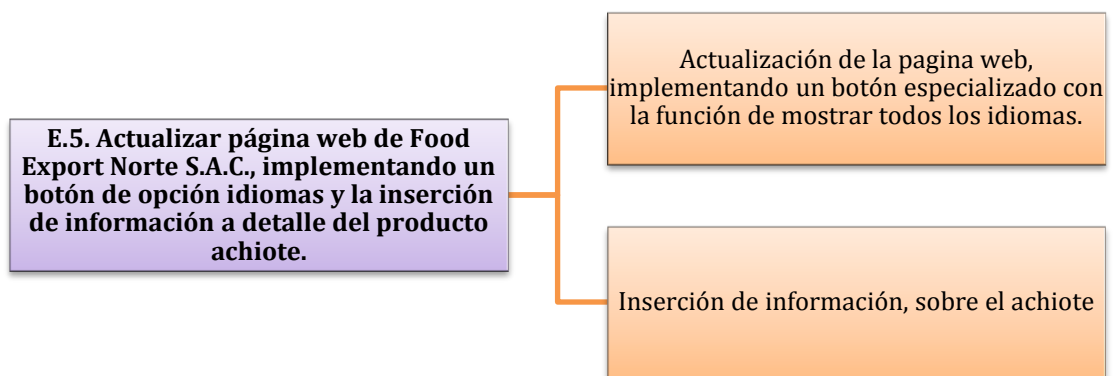 E.5. Actualizar página web de Food
Export Norte S.A.C., implementando un
botón de opción idiomas y la inserción
de información a detalle del producto
achiote.
Actualización de la pagina web,
implementando un botón especializado con
la función de mostrar todos los idiomas.
Inserción de información, sobre el achiote